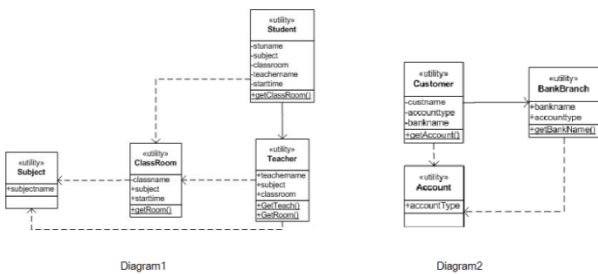 «utility»
Student
-stuname
-subject
-classroom
-teachername
-starttime
+getClassRoom()
«utility»
Subject
+subjectname
«utility»
ClassRoom
-classname
+subject
+starttime
+getRoom()
«utility»
Teacher
+teachername
+subject
+classroom
+GetTeach()
+GetRoom()
Diagram1
«utility»
Customer
-custname
-accounttype
-bankname
+getAccount()
«utility»
BankBranch
+bankname
+accounttype
+getBankName()
«utility»
Account
+accountType
Diagram2